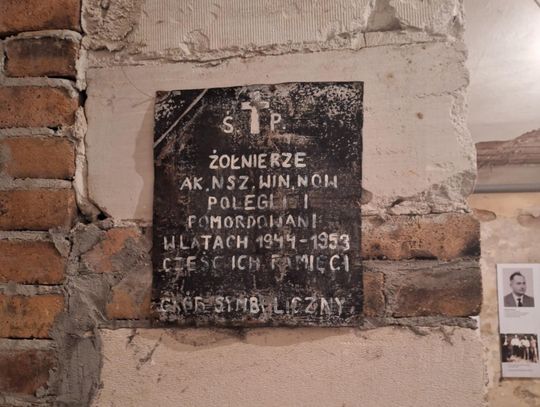 Ś P.
ŻOŁNIERZE
AK, NSZ, WIN, NOW
POLEGLI I
POMORDOWANI
W LATACH 1944-1953
CZEŚĆ ICH PAMIĘCI
GRÓB SYMBOLICZNY